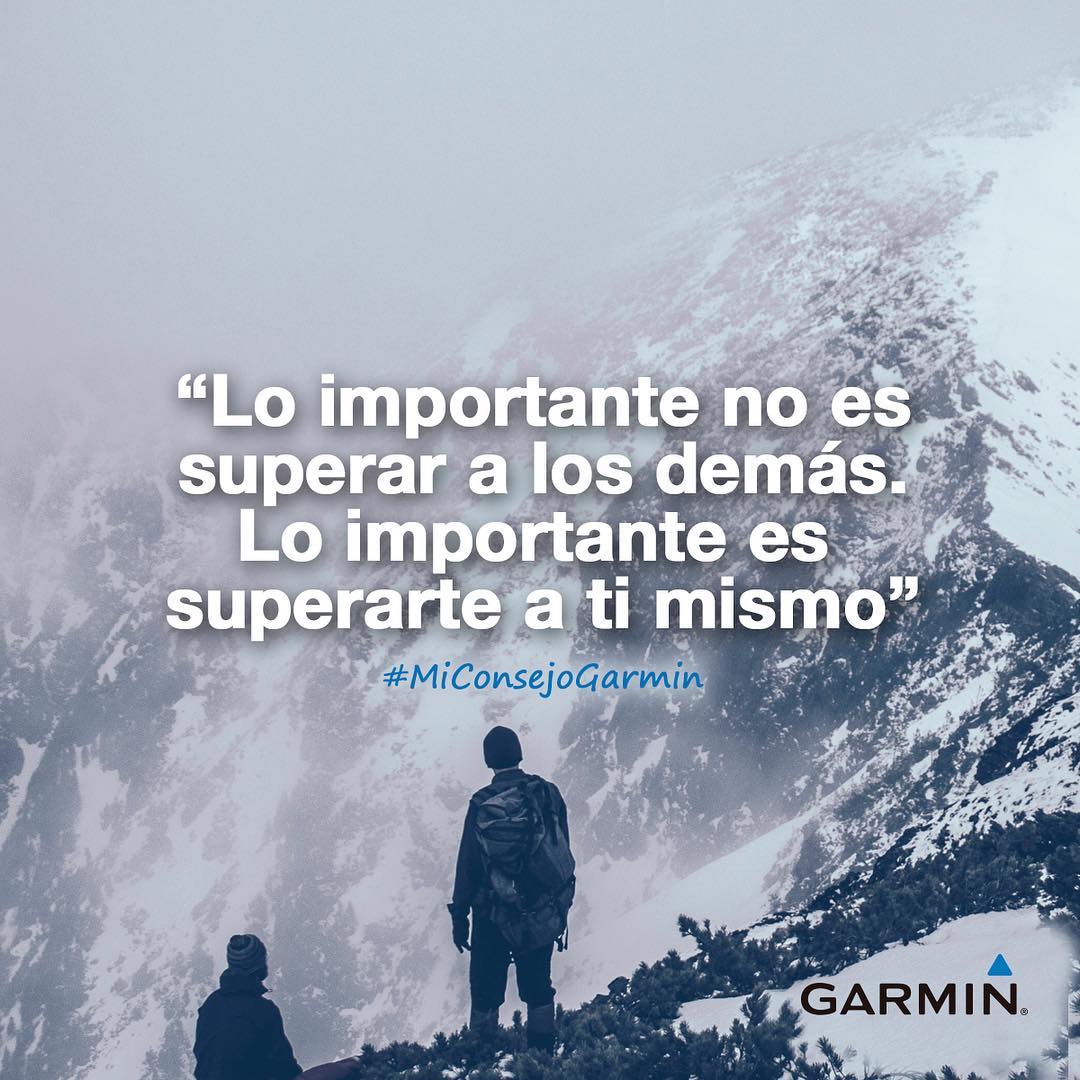 “Lo importante no es
superar a los demás.
Lo importante es
superarte a ti mismo”
#MiConsejoGarmin
GARMIN®